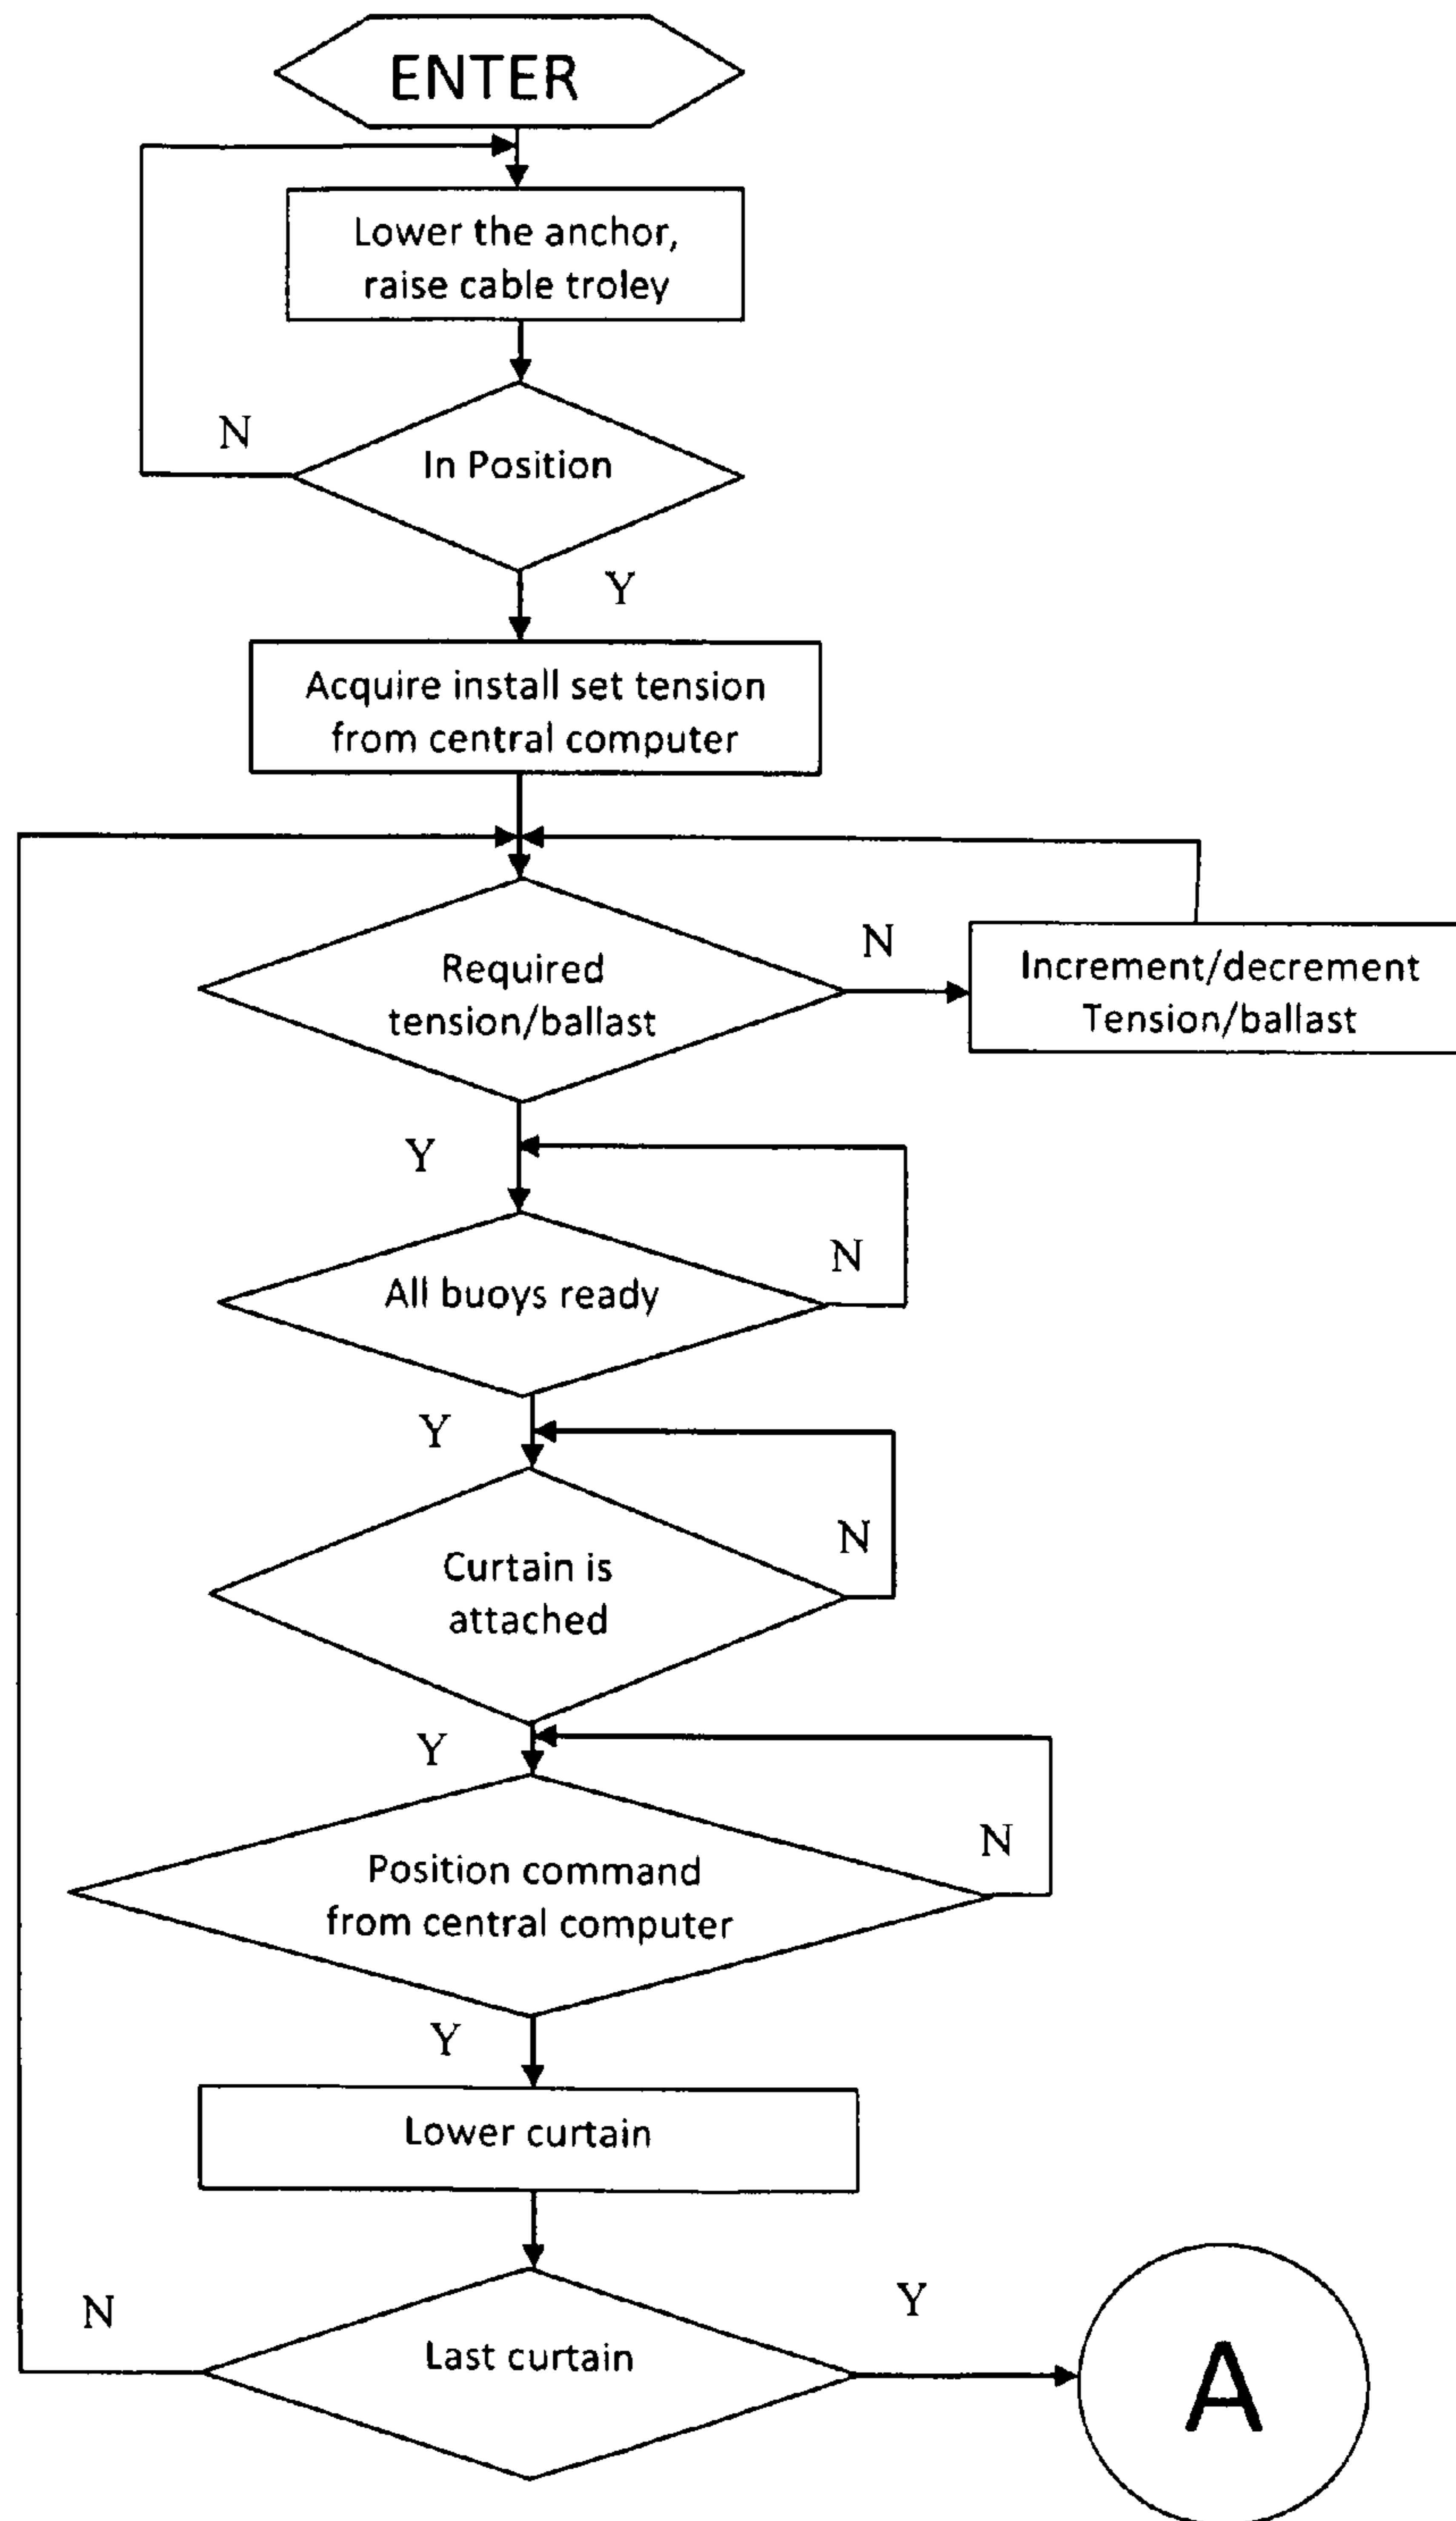 ENTER
Lower the anchor,
raise cable troley
N
In Position
Y
Acquire install set tension
from central computer
Required
tension/ballast
N
Increment/decrement
Tension/ballast
Y
All buoys ready
N
Y
Curtain is
attached
N
Y
Position command
from central computer
N
Y
Lower curtain
N
Last curtain
Y
A